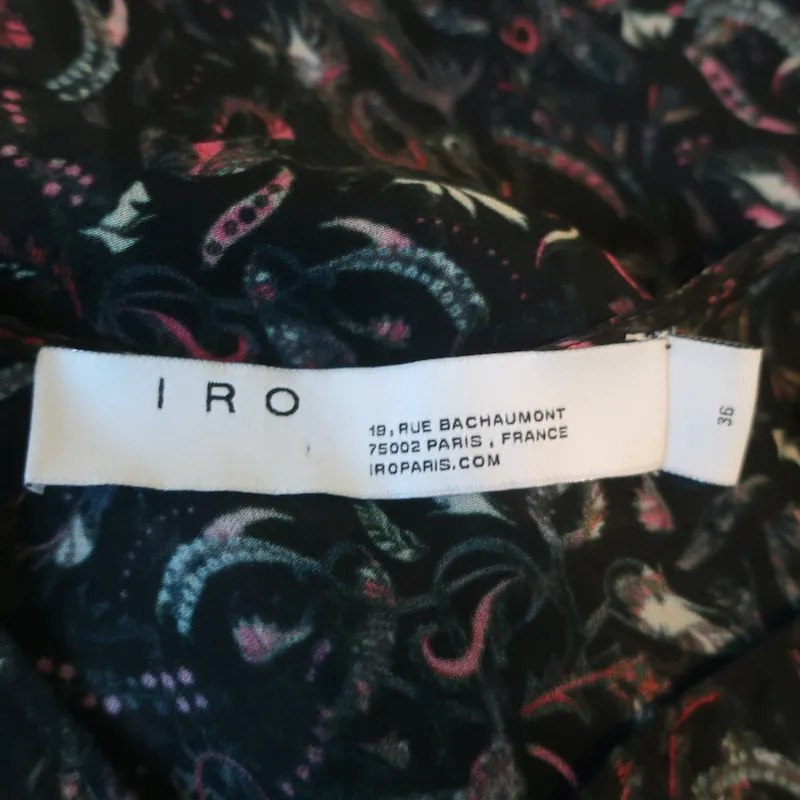 IRO
19, RUE BACHAUMONT
75002 PARIS, FRANCE
IROPARIS.COM
36